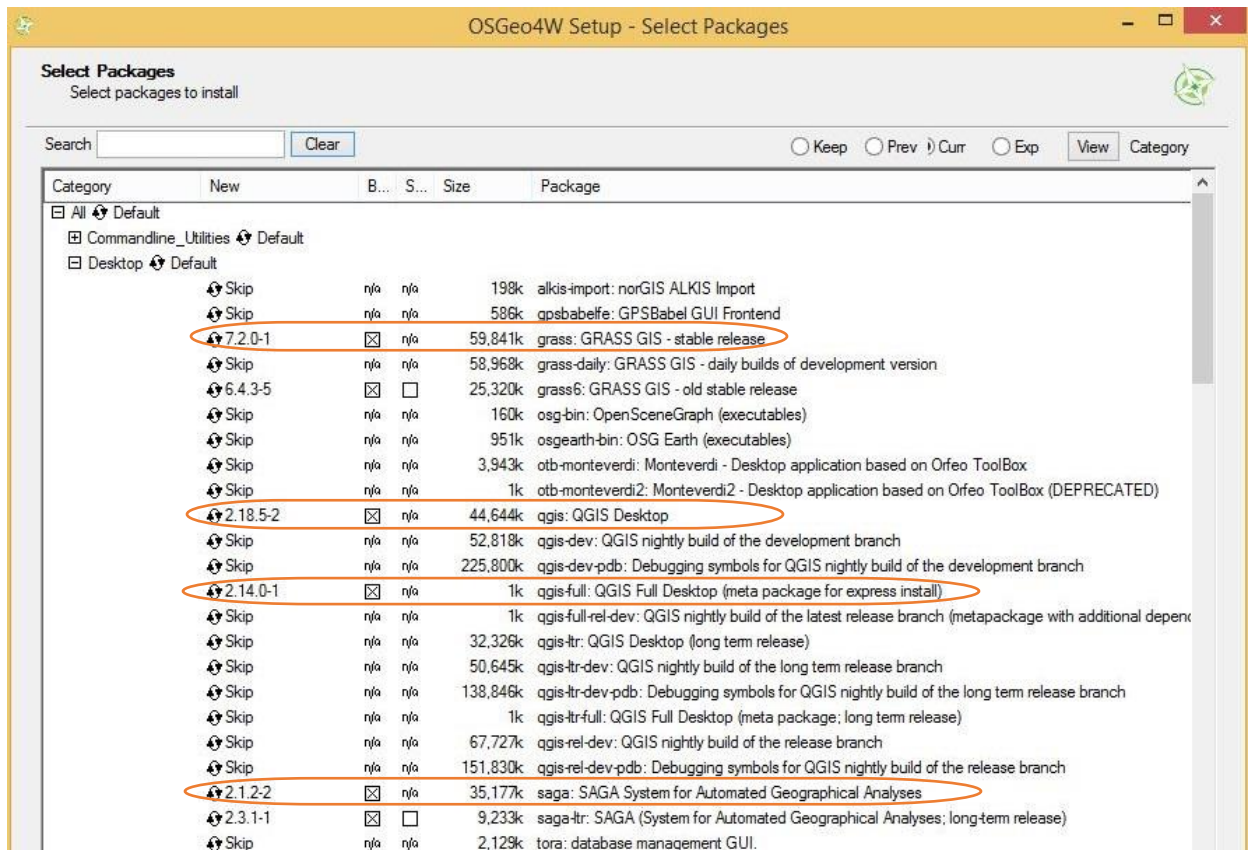 OSGeo4W Setup - Select Packages
Select Packages
Select packages to install
Search Clear Keep Prev Curr Exp View Category
Category New B... S... Size Package
All Default
Commandline_Utilities Default
Desktop Default
Skip n/a n/a 198k alkis-import: norGIS ALKIS Import
Skip n/a n/a 586k gpsbabelfe: GPSBabel GUI Frontend
7.2.0-1 n/a 59,841k grass: GRASS GIS - stable release
Skip n/a n/a 58,968k grass-daily: GRASS GIS - daily builds of development version
6.4.3-5 25,320k grass6: GRASS GIS - old stable release
Skip n/a n/a 160k osg-bin: OpenSceneGraph (executables)
Skip n/a n/a 951k osgearth-bin: OSG Earth (executables)
Skip n/a n/a 3,943k otb-monteverdi: Monteverdi - Desktop application based on Orfeo ToolBox
Skip n/a n/a 1k otb-monteverdi2: Monteverdi2 - Desktop application based on Orfeo ToolBox (DEPRECATED)
2.18.5-2 n/a 44,644k qgis: QGIS Desktop
Skip n/a n/a 52,818k qgis-dev: QGIS nightly build of the development branch
Skip n/a n/a 225,800k qgis-dev-pdb: Debugging symbols for QGIS nightly build of the development branch
2.14.0-1 n/a 1k qgis-full: QGIS Full Desktop (meta package for express install)
Skip n/a n/a 1k qgis-full-rel-dev: QGIS nightly build of the latest release branch (metapackage with additional depen
Skip n/a n/a 32,326k qgis-ltr: QGIS Desktop (long term release)
Skip n/a n/a 50,645k qgis-ltr-dev: QGIS nightly build of the long term release branch
Skip n/a n/a 138,846k qgis-ltr-dev-pdb: Debugging symbols for QGIS nightly build of the long term release branch
Skip n/a n/a 1k qgis-ltr-full: QGIS Full Desktop (meta package; long term release)
Skip n/a n/a 67,727k qgis-rel-dev: QGIS nightly build of the release branch
Skip n/a n/a 151,830k qgis-rel-dev-pdb: Debugging symbols for QGIS nightly build of the release branch
2.1.2-2 n/a 35,177k saga: SAGA System for Automated Geographical Analyses
2.3.1-1 9,233k saga-ltr: SAGA (System for Automated Geographical Analyses; long-term release)
Skip n/a n/a 2,129k tora: database management GUI.